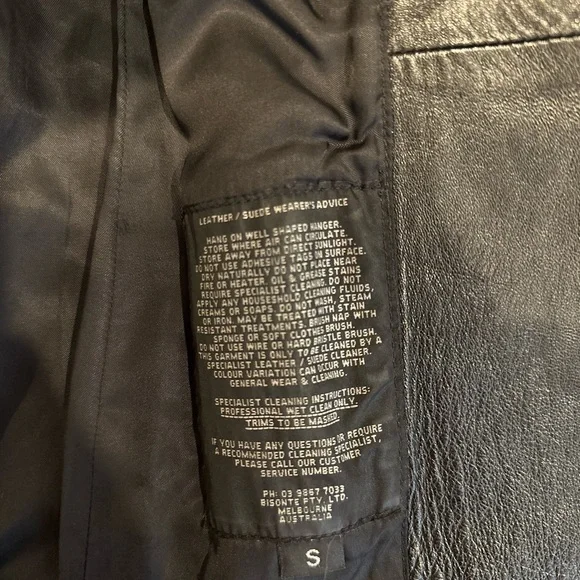 LEATHER / SUEDE WEARER'S ADVICE
HANG ON WELL SHAPED HANGER.
STORE WHERE AIR CAN CIRCULATE.
STORE AWAY FROM DIRECT SUNLIGHT.
DO NOT USE ADHESIVE TAGS IN SURFACE.
DRY NATURALLY DO NOT PLACE NEAR
FIRE OR HEATER. OIL & GREASE STAINS
REQUIRE SPECIALIST CLEANING. DO NOT
APPLY ANY HOUSEHOLD CLEANING FLUIDS,
CREAMS OR SOAPS. DO NOT WASH, STEAM
OR IRON. MAY BE TREATED WITH STAIN
RESISTANT TREATMENTS. BRUSH NAP WITH
SPONGE OR SOFT CLOTHES BRUSH.
DO NOT USE WIRE OR HARD BRISTLE BRUSH.
THIS GARMENT IS ONLY TO BE CLEANED BY A
SPECIALIST LEATHER / SUEDE CLEANER.
COLOUR VARIATION CAN OCCUR WITH
GENERAL WEAR & CLEANING.
SPECIALIST CLEANING INSTRUCTIONS:
PROFESSIONAL WET CLEAN ONLY.
TRIMS TO BE MASKED.
IF YOU HAVE ANY QUESTIONS OR REQUIRE
A RECOMMENDED CLEANING SPECIALIST,
PLEASE CALL OUR CUSTOMER
SERVICE NUMBER.
PH: 03 9867 7033
BISONTE PTY. LTD.
MELBOURNE
AUSTRALIA
S